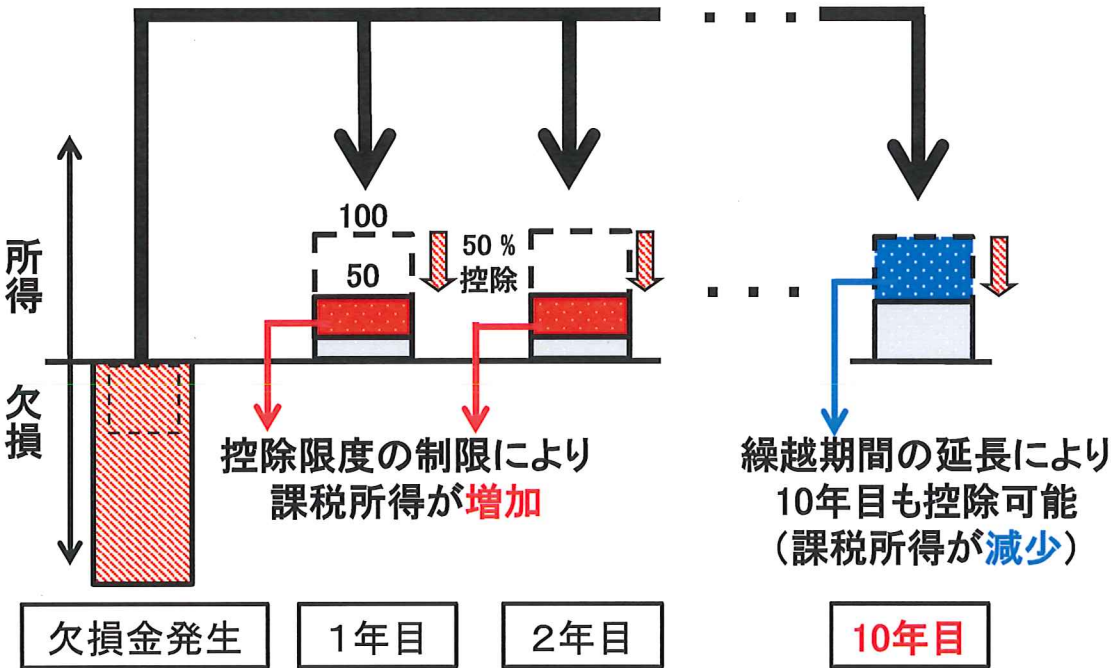 所得
欠損
100
50
50 %
控除
控除限度の制限により
課税所得が増加
繰越期間の延長により
10年目も控除可能
（課税所得が減少）
欠損金発生
1年目
2年目
10年目